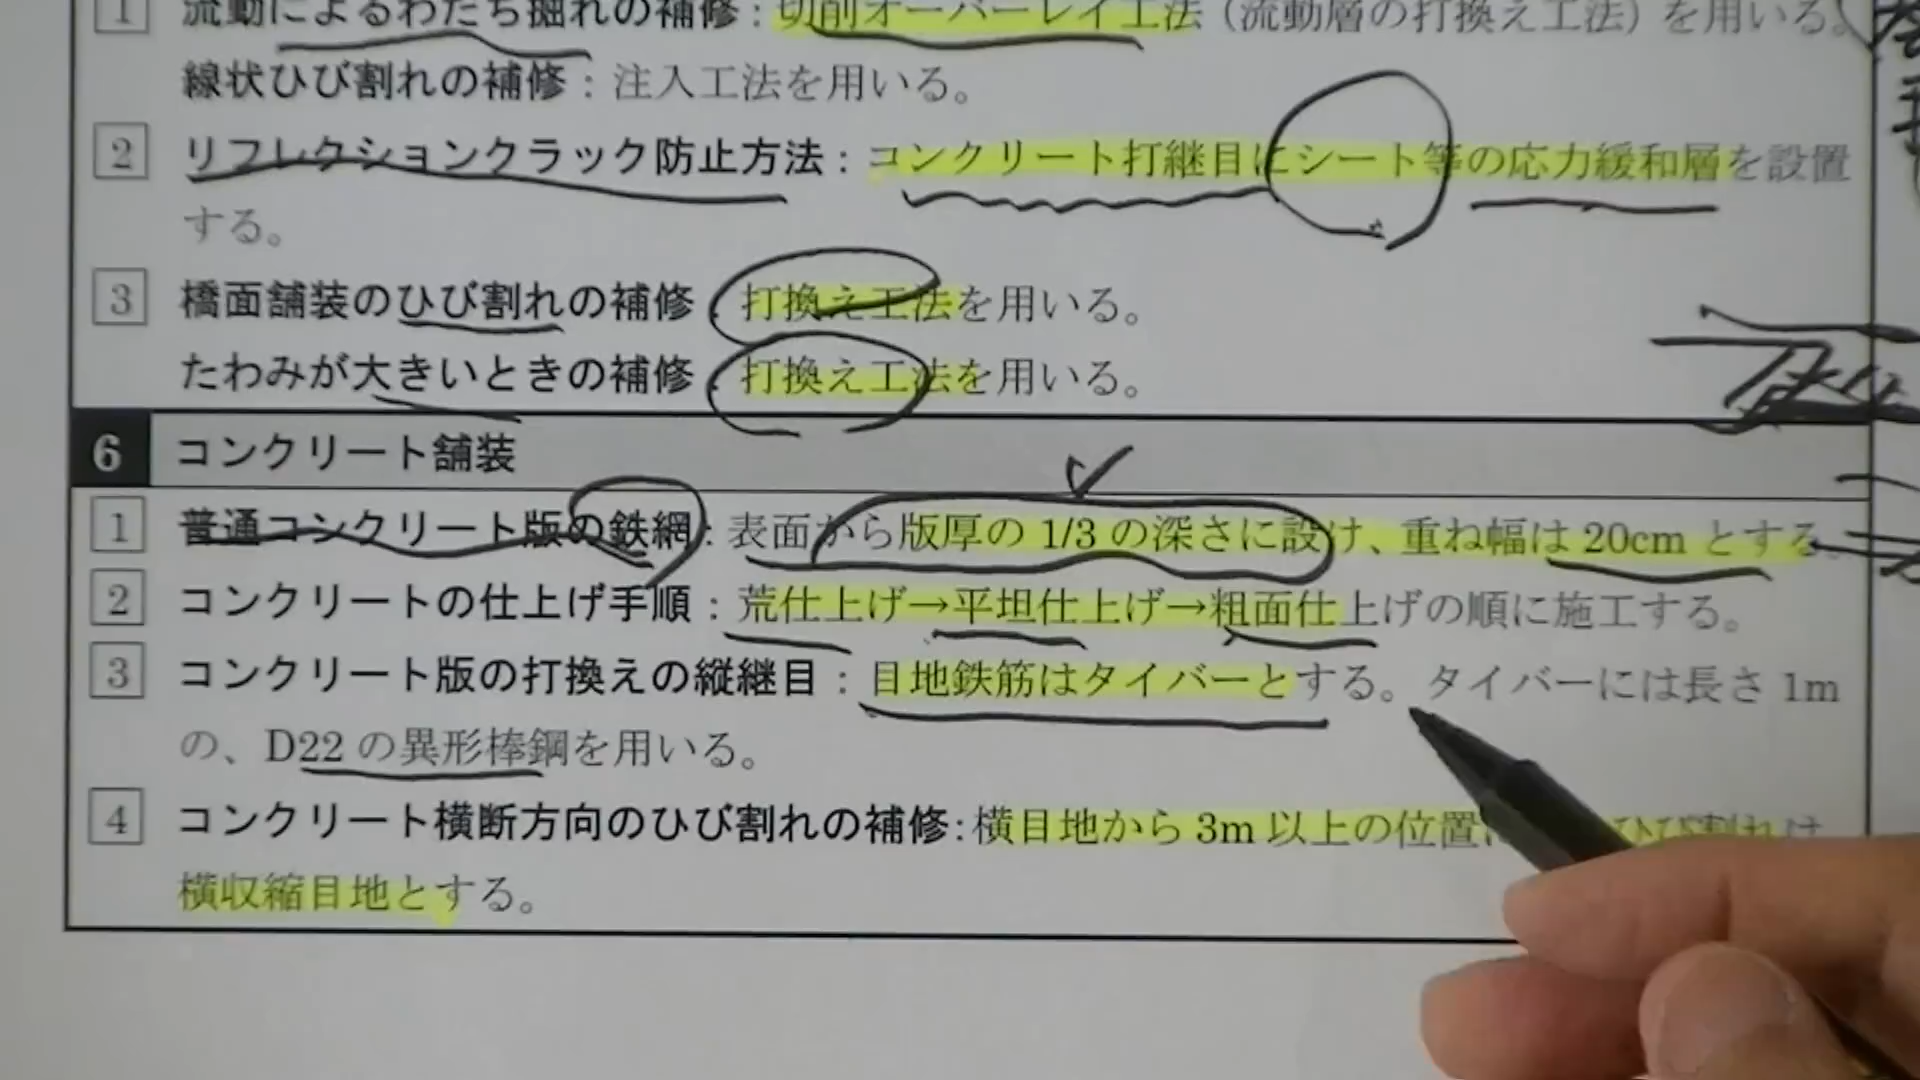 1 流動によるわだち掘れの補修：切削オーバーレイ工法（流動層の打換え工法）を用いる。
線状ひび割れの補修：注入工法を用いる。
2 リフレクションクラック防止方法：コンクリート打継目にシート等の応力緩和層を設置
する。
3 橋面舗装のひび割れの補修：打換え工法を用いる。
たわみが大きいときの補修：打換え工法を用いる。
6 コンクリート舗装
1 普通コンクリート版の鉄網：表面から版厚の 1/3 の深さに設け、重ね幅は 20cm とする。
2 コンクリートの仕上げ手順：荒仕上げ→平坦仕上げ→粗面仕上げの順に施工する。
3 コンクリート版の打換えの縦継目：目地鉄筋はタイバーとする。タイバーには長さ 1m
の、D22 の異形棒鋼を用いる。
4 コンクリート横断方向のひび割れの補修：横目地から 3m 以上の位置に ひび割れは
横収縮目地とする。